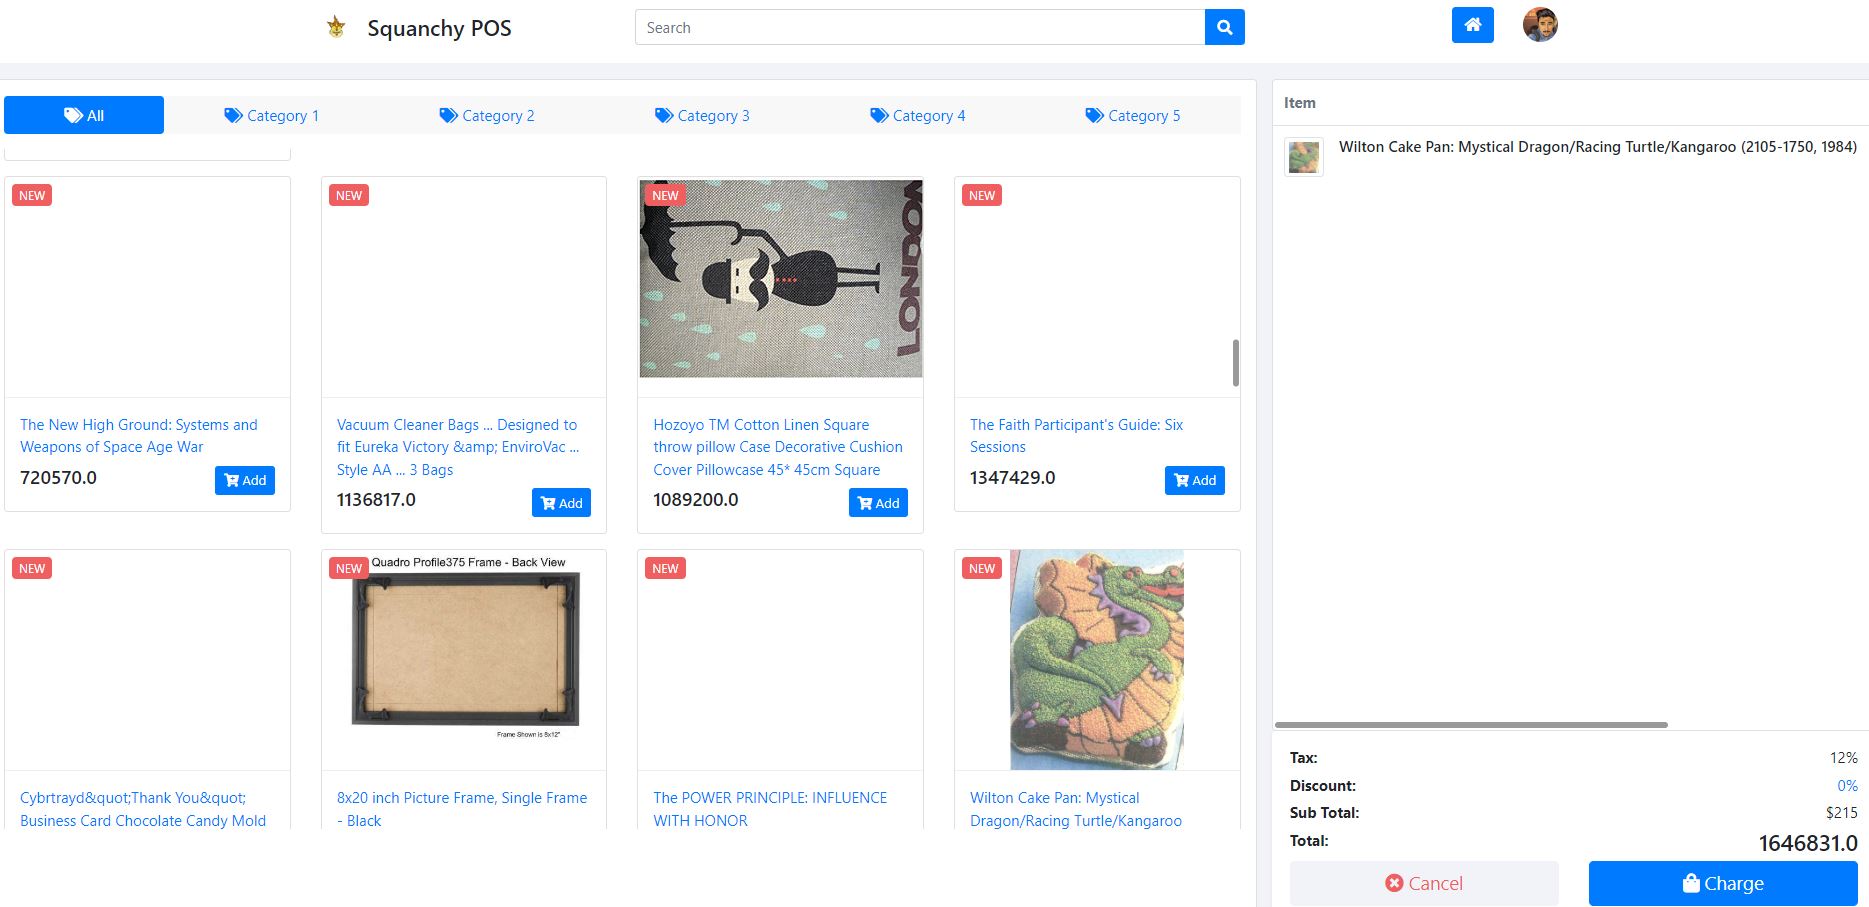 Squanchy POS
Search
All
Category 1
Category 2
Category 3
Category 4
Category 5
NEW
NEW
NEW
NEW
LONDON
The New High Ground: Systems and
Weapons of Space Age War
720570.0
Add
Vacuum Cleaner Bags ... Designed to
fit Eureka Victory &amp; EnviroVac ...
Style AA ... 3 Bags
1136817.0
Add
Hozoyo TM Cotton Linen Square
throw pillow Case Decorative Cushion
Cover Pillowcase 45* 45cm Square
1089200.0
Add
The Faith Participant's Guide: Six
Sessions
1347429.0
Add
NEW
NEW
Quadro Profile375 Frame - Back View
Frame Shown is 8x12"
NEW
NEW
Cybrtrayd&quot;Thank You&quot;
Business Card Chocolate Candy Mold
8x20 inch Picture Frame, Single Frame
- Black
The POWER PRINCIPLE: INFLUENCE
WITH HONOR
Wilton Cake Pan: Mystical
Dragon/Racing Turtle/Kangaroo
Item
Wilton Cake Pan: Mystical Dragon/Racing Turtle/Kangaroo (2105-1750, 1984)
Tax: 12%
Discount: 0%
Sub Total: $215
Total: 1646831.0
Cancel
Charge